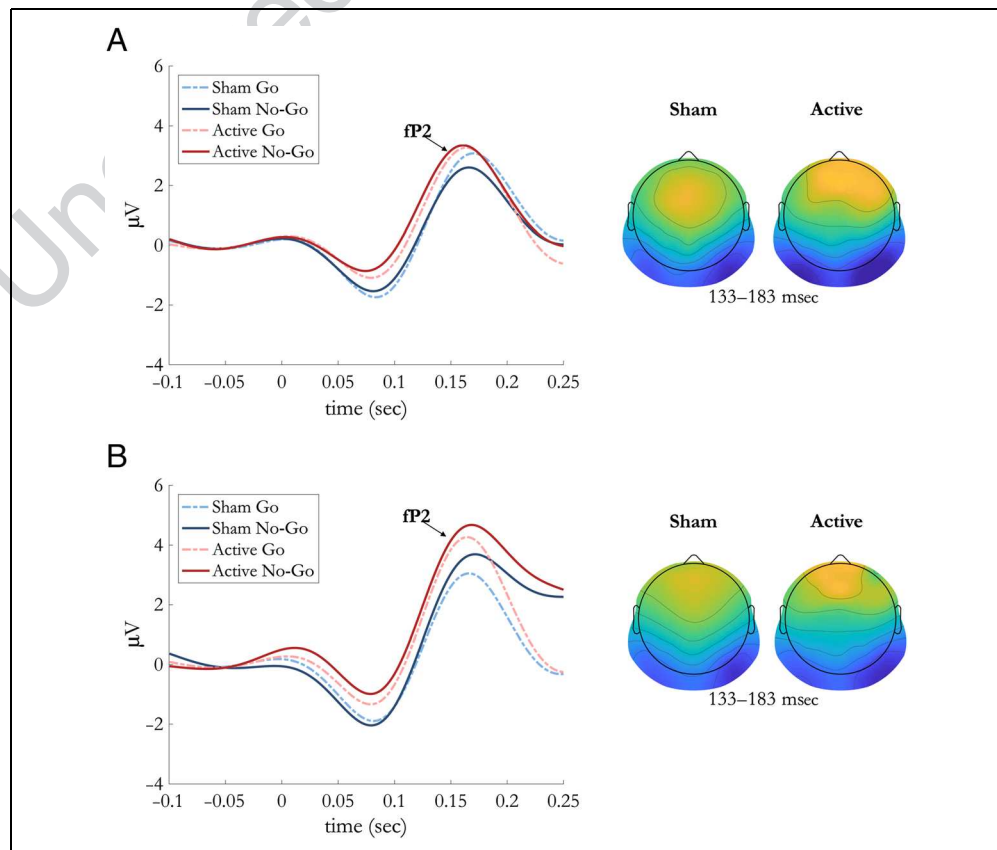 A
6
4
2
0
−2
−4
μV
Sham Go
Sham No-Go
Active Go
Active No-Go
fP2
−0.1 −0.05 0 0.05 0.1 0.15 0.2 0.25
time (sec)
Sham Active
133–183 msec
B
6
4
2
0
−2
−4
μV
Sham Go
Sham No-Go
Active Go
Active No-Go
fP2
−0.1 −0.05 0 0.05 0.1 0.15 0.2 0.25
time (sec)
Sham Active
133–183 msec